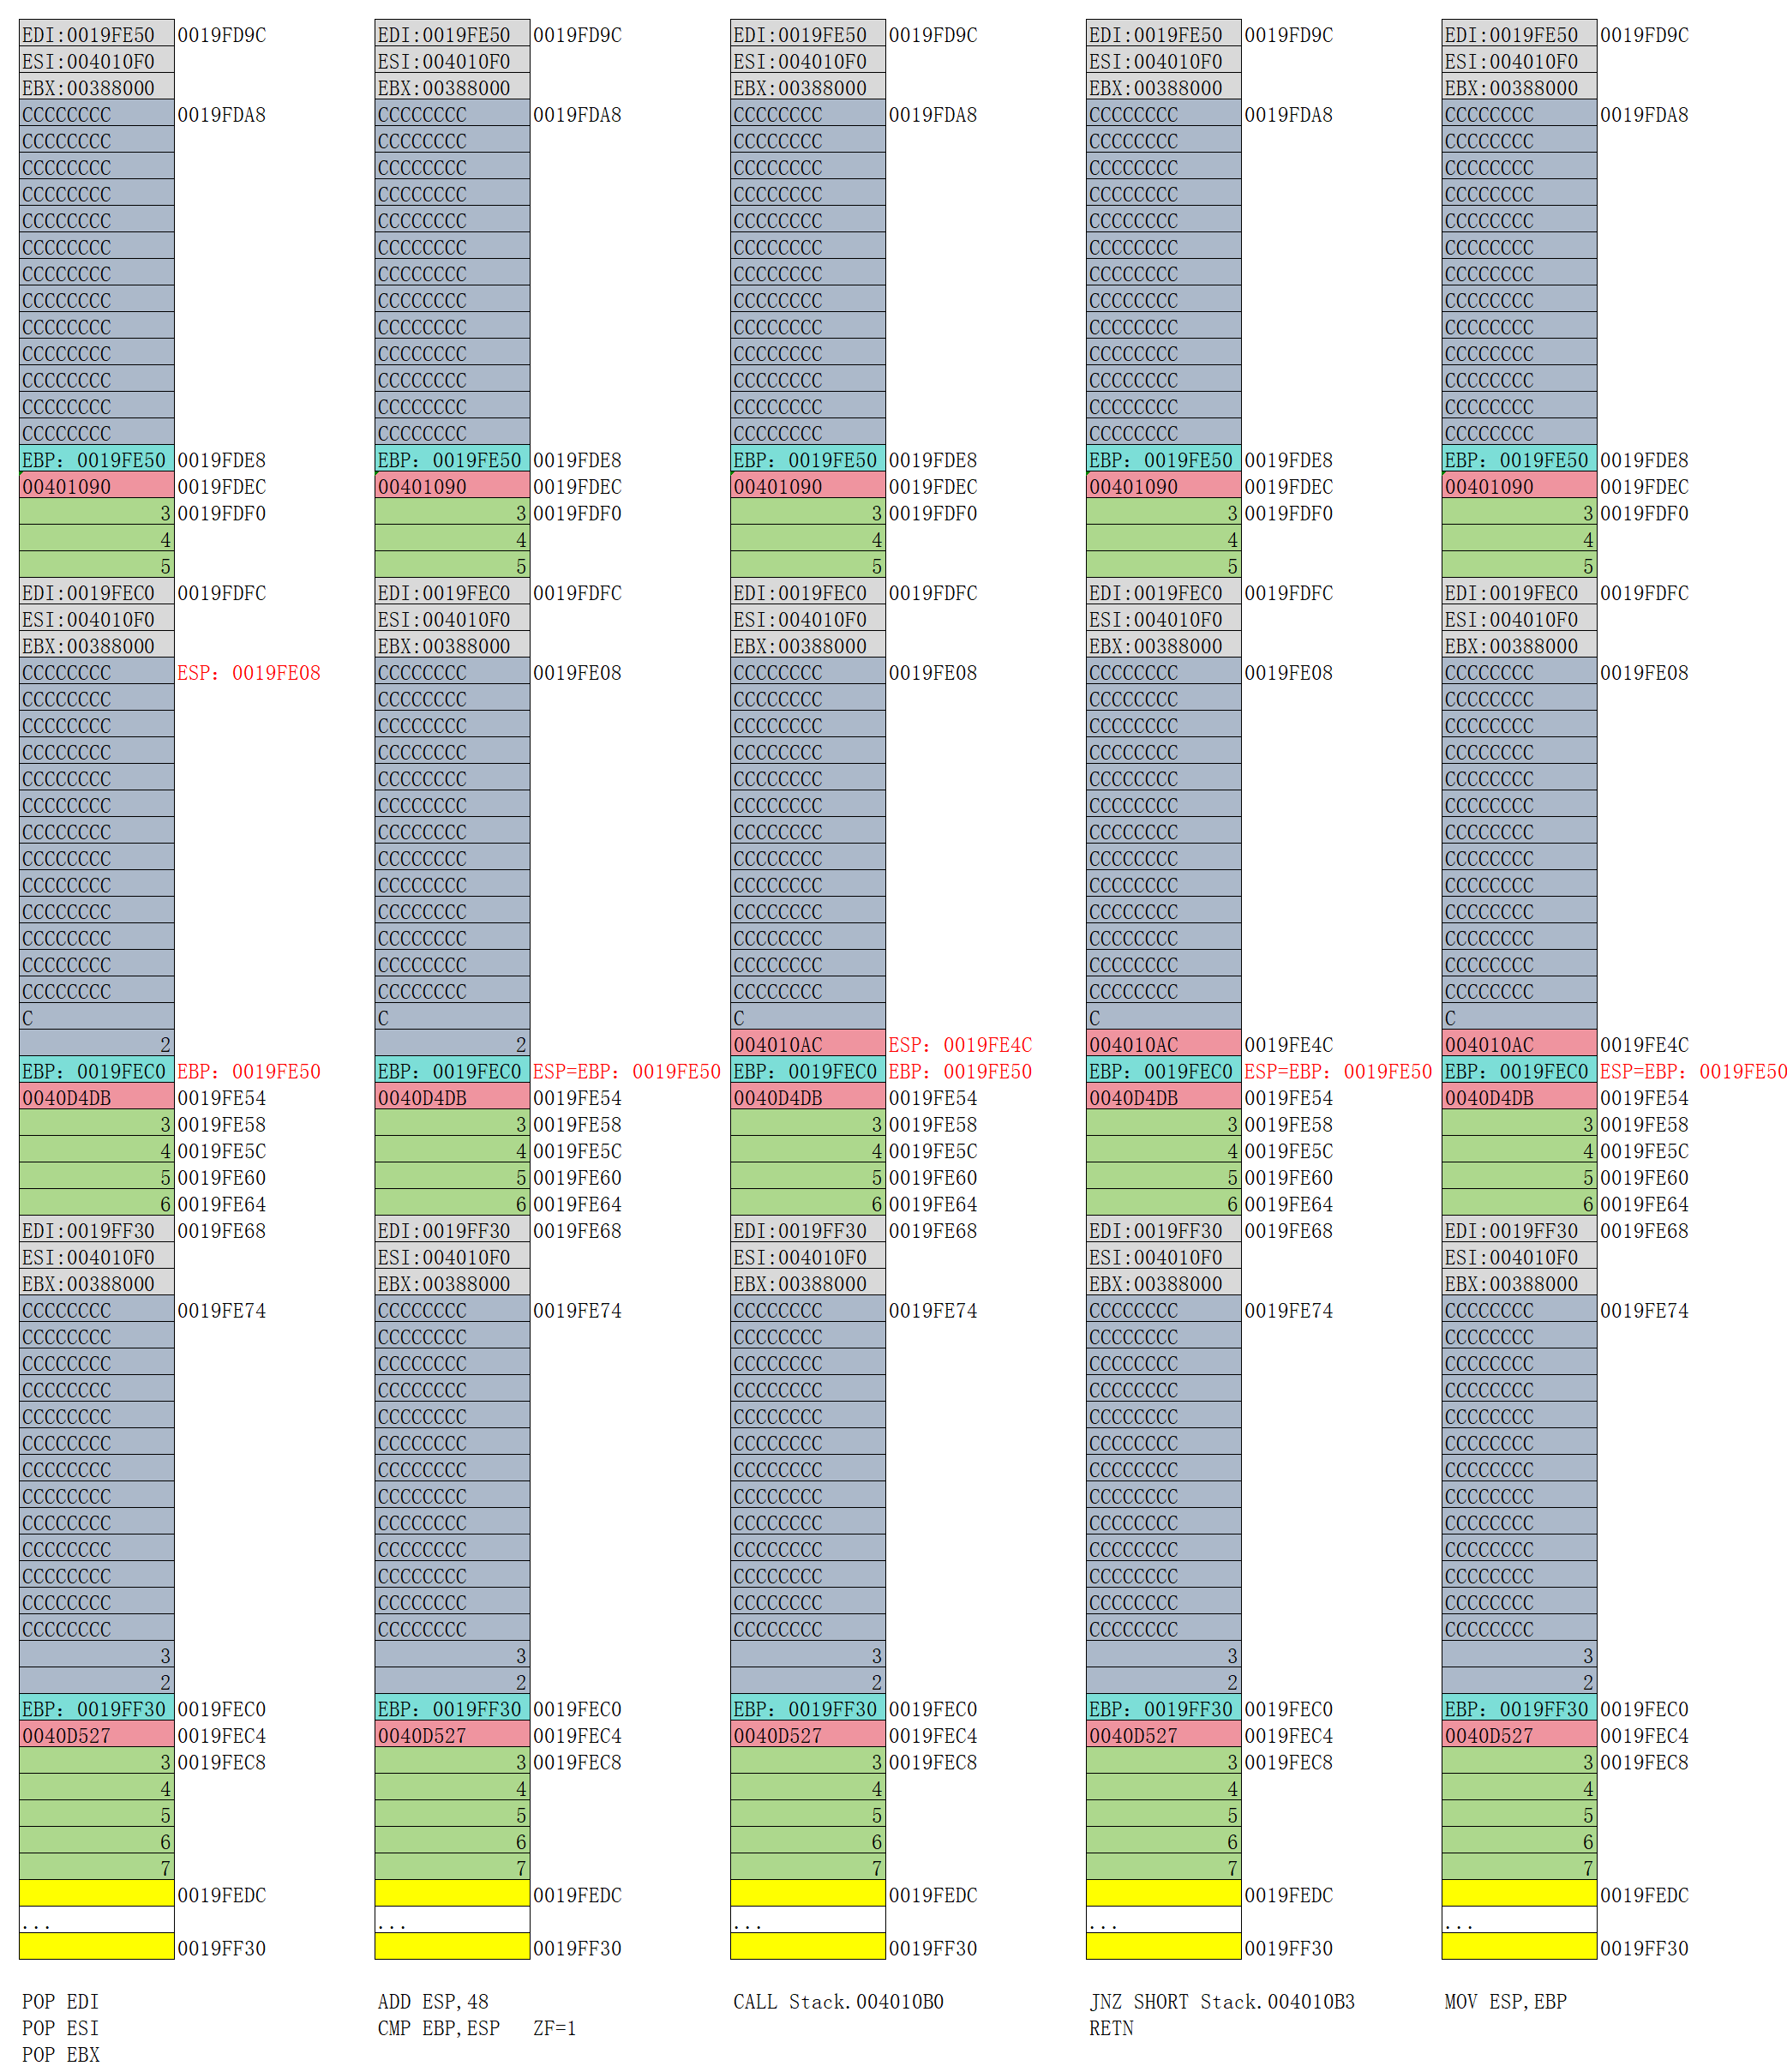 EDI:0019FE50 0019FD9C EDI:0019FE50 0019FD9C EDI:0019FE50 0019FD9C EDI:0019FE50 0019FD9C EDI:0019FE50 0019FD9C
ESI:004010F0 ESI:004010F0 ESI:004010F0 ESI:004010F0 ESI:004010F0
EBX:00388000 EBX:00388000 EBX:00388000 EBX:00388000 EBX:00388000
CCCCCCCC 0019FDA8 CCCCCCCC 0019FDA8 CCCCCCCC 0019FDA8 CCCCCCCC 0019FDA8 CCCCCCCC 0019FDA8
CCCCCCCC CCCCCCCC CCCCCCCC CCCCCCCC CCCCCCCC
CCCCCCCC CCCCCCCC CCCCCCCC CCCCCCCC CCCCCCCC
CCCCCCCC CCCCCCCC CCCCCCCC CCCCCCCC CCCCCCCC
CCCCCCCC CCCCCCCC CCCCCCCC CCCCCCCC CCCCCCCC
CCCCCCCC CCCCCCCC CCCCCCCC CCCCCCCC CCCCCCCC
CCCCCCCC CCCCCCCC CCCCCCCC CCCCCCCC CCCCCCCC
CCCCCCCC CCCCCCCC CCCCCCCC CCCCCCCC CCCCCCCC
CCCCCCCC CCCCCCCC CCCCCCCC CCCCCCCC CCCCCCCC
CCCCCCCC CCCCCCCC CCCCCCCC CCCCCCCC CCCCCCCC
CCCCCCCC CCCCCCCC CCCCCCCC CCCCCCCC CCCCCCCC
CCCCCCCC CCCCCCCC CCCCCCCC CCCCCCCC CCCCCCCC
CCCCCCCC CCCCCCCC CCCCCCCC CCCCCCCC CCCCCCCC
EBP：0019FE50 0019FDE8 EBP：0019FE50 0019FDE8 EBP：0019FE50 0019FDE8 EBP：0019FE50 0019FDE8 EBP：0019FE50 0019FDE8
00401090 0019FDEC 00401090 0019FDEC 00401090 0019FDEC 00401090 0019FDEC 00401090 0019FDEC
3 0019FDF0 3 0019FDF0 3 0019FDF0 3 0019FDF0 3 0019FDF0
4 4 4 4 4
5 5 5 5 5
EDI:0019FEC0 0019FDFC EDI:0019FEC0 0019FDFC EDI:0019FEC0 0019FDFC EDI:0019FEC0 0019FDFC EDI:0019FEC0 0019FDFC
ESI:004010F0 ESI:004010F0 ESI:004010F0 ESI:004010F0 ESI:004010F0
EBX:00388000 EBX:00388000 EBX:00388000 EBX:00388000 EBX:00388000
CCCCCCCC ESP：0019FE08 CCCCCCCC 0019FE08 CCCCCCCC 0019FE08 CCCCCCCC 0019FE08 CCCCCCCC 0019FE08
CCCCCCCC CCCCCCCC CCCCCCCC CCCCCCCC CCCCCCCC
CCCCCCCC CCCCCCCC CCCCCCCC CCCCCCCC CCCCCCCC
CCCCCCCC CCCCCCCC CCCCCCCC CCCCCCCC CCCCCCCC
CCCCCCCC CCCCCCCC CCCCCCCC CCCCCCCC CCCCCCCC
CCCCCCCC CCCCCCCC CCCCCCCC CCCCCCCC CCCCCCCC
CCCCCCCC CCCCCCCC CCCCCCCC CCCCCCCC CCCCCCCC
CCCCCCCC CCCCCCCC CCCCCCCC CCCCCCCC CCCCCCCC
CCCCCCCC CCCCCCCC CCCCCCCC CCCCCCCC CCCCCCCC
CCCCCCCC CCCCCCCC CCCCCCCC CCCCCCCC CCCCCCCC
CCCCCCCC CCCCCCCC CCCCCCCC CCCCCCCC CCCCCCCC
CCCCCCCC CCCCCCCC CCCCCCCC CCCCCCCC CCCCCCCC
CCCCCCCC CCCCCCCC CCCCCCCC CCCCCCCC CCCCCCCC
C C C C C
2 2 004010AC ESP：0019FE4C 004010AC 0019FE4C 004010AC 0019FE4C
EBP：0019FEC0 EBP：0019FE50 EBP：0019FEC0 ESP=EBP：0019FE50 EBP：0019FEC0 EBP：0019FE50 EBP：0019FEC0 ESP=EBP：0019FE50 EBP：0019FEC0 ESP=EBP：0019FE50
0040D4DB 0019FE54 0040D4DB 0019FE54 0040D4DB 0019FE54 0040D4DB 0019FE54 0040D4DB 0019FE54
3 0019FE58 3 0019FE58 3 0019FE58 3 0019FE58 3 0019FE58
4 0019FE5C 4 0019FE5C 4 0019FE5C 4 0019FE5C 4 0019FE5C
5 0019FE60 5 0019FE60 5 0019FE60 5 0019FE60 5 0019FE60
6 0019FE64 6 0019FE64 6 0019FE64 6 0019FE64 6 0019FE64
EDI:0019FF30 0019FE68 EDI:0019FF30 0019FE68 EDI:0019FF30 0019FE68 EDI:0019FF30 0019FE68 EDI:0019FF30 0019FE68
ESI:004010F0 ESI:004010F0 ESI:004010F0 ESI:004010F0 ESI:004010F0
EBX:00388000 EBX:00388000 EBX:00388000 EBX:00388000 EBX:00388000
CCCCCCCC 0019FE74 CCCCCCCC 0019FE74 CCCCCCCC 0019FE74 CCCCCCCC 0019FE74 CCCCCCCC 0019FE74
CCCCCCCC CCCCCCCC CCCCCCCC CCCCCCCC CCCCCCCC
CCCCCCCC CCCCCCCC CCCCCCCC CCCCCCCC CCCCCCCC
CCCCCCCC CCCCCCCC CCCCCCCC CCCCCCCC CCCCCCCC
CCCCCCCC CCCCCCCC CCCCCCCC CCCCCCCC CCCCCCCC
CCCCCCCC CCCCCCCC CCCCCCCC CCCCCCCC CCCCCCCC
CCCCCCCC CCCCCCCC CCCCCCCC CCCCCCCC CCCCCCCC
CCCCCCCC CCCCCCCC CCCCCCCC CCCCCCCC CCCCCCCC
CCCCCCCC CCCCCCCC CCCCCCCC CCCCCCCC CCCCCCCC
CCCCCCCC CCCCCCCC CCCCCCCC CCCCCCCC CCCCCCCC
CCCCCCCC CCCCCCCC CCCCCCCC CCCCCCCC CCCCCCCC
CCCCCCCC CCCCCCCC CCCCCCCC CCCCCCCC CCCCCCCC
CCCCCCCC CCCCCCCC CCCCCCCC CCCCCCCC CCCCCCCC
3 3 3 3 3
2 2 2 2 2
EBP：0019FF30 0019FEC0 EBP：0019FF30 0019FEC0 EBP：0019FF30 0019FEC0 EBP：0019FF30 0019FEC0 EBP：0019FF30 0019FEC0
0040D527 0019FEC4 0040D527 0019FEC4 0040D527 0019FEC4 0040D527 0019FEC4 0040D527 0019FEC4
3 0019FEC8 3 0019FEC8 3 0019FEC8 3 0019FEC8 3 0019FEC8
4 4 4 4 4
5 5 5 5 5
6 6 6 6 6
7 7 7 7 7
0019FEDC 0019FEDC 0019FEDC 0019FEDC 0019FEDC
... ... ... ... ...
0019FF30 0019FF30 0019FF30 0019FF30 0019FF30
POP EDI ADD ESP,48 CALL Stack.004010B0 JNZ SHORT Stack.004010B3 MOV ESP,EBP
POP ESI CMP EBP,ESP ZF=1 RETN
POP EBX